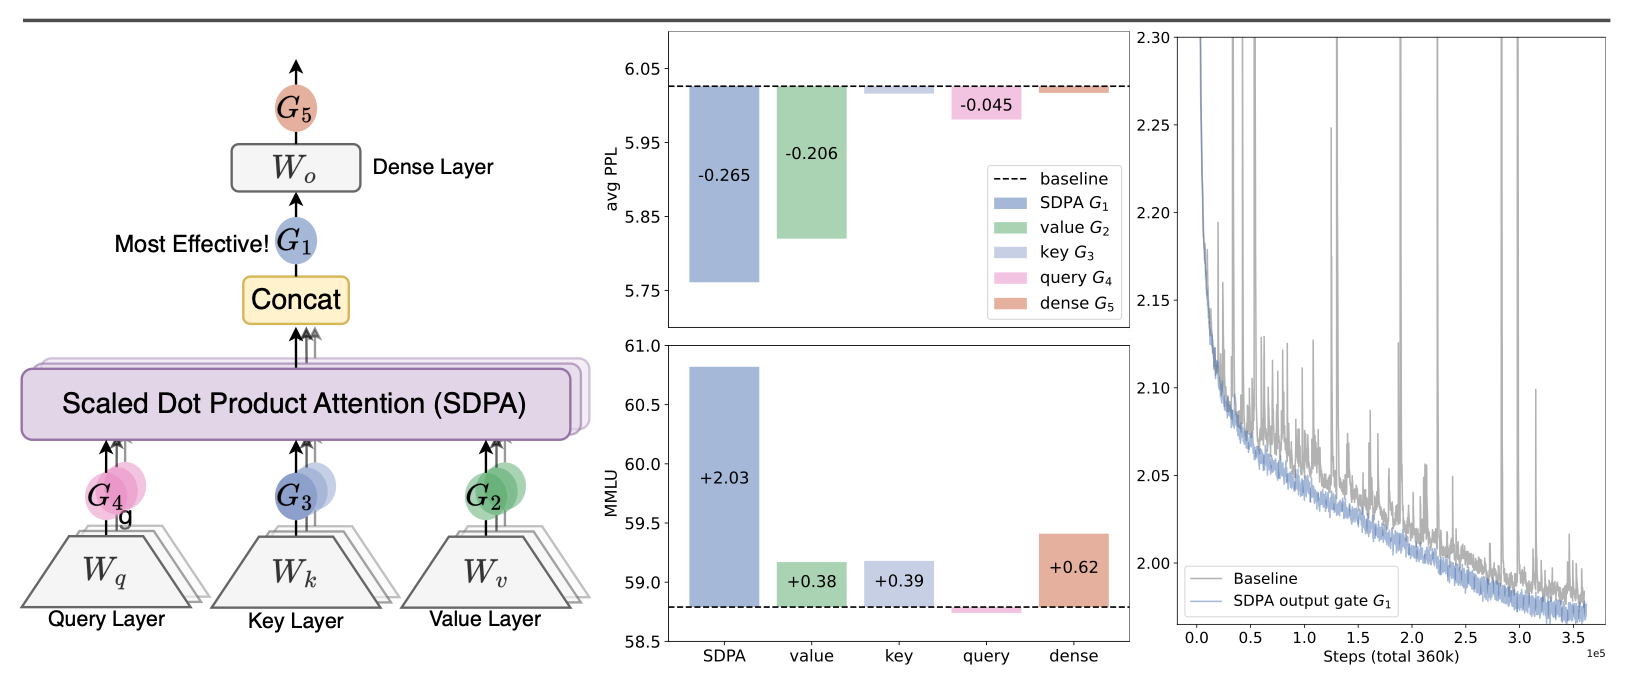 G5
Wo
Dense Layer
Most Effective!
G1
Concat
Scaled Dot Product Attention (SDPA)
G4
g
G3
G2
Wq
Wk
Wv
Query Layer
Key Layer
Value Layer
avg PPL
6.05
5.95
5.85
5.75
-0.265
-0.206
-0.045
baseline
SDPA G1
value G2
key G3
query G4
dense G5
MMLU
61.0
60.5
60.0
59.5
59.0
58.5
+2.03
+0.38
+0.39
+0.62
SDPA value key query dense
2.30
2.25
2.20
2.15
2.10
2.05
2.00
Baseline
SDPA output gate G1
0.0 0.5 1.0 1.5 2.0 2.5 3.0 3.5
Steps (total 360k)
1e5